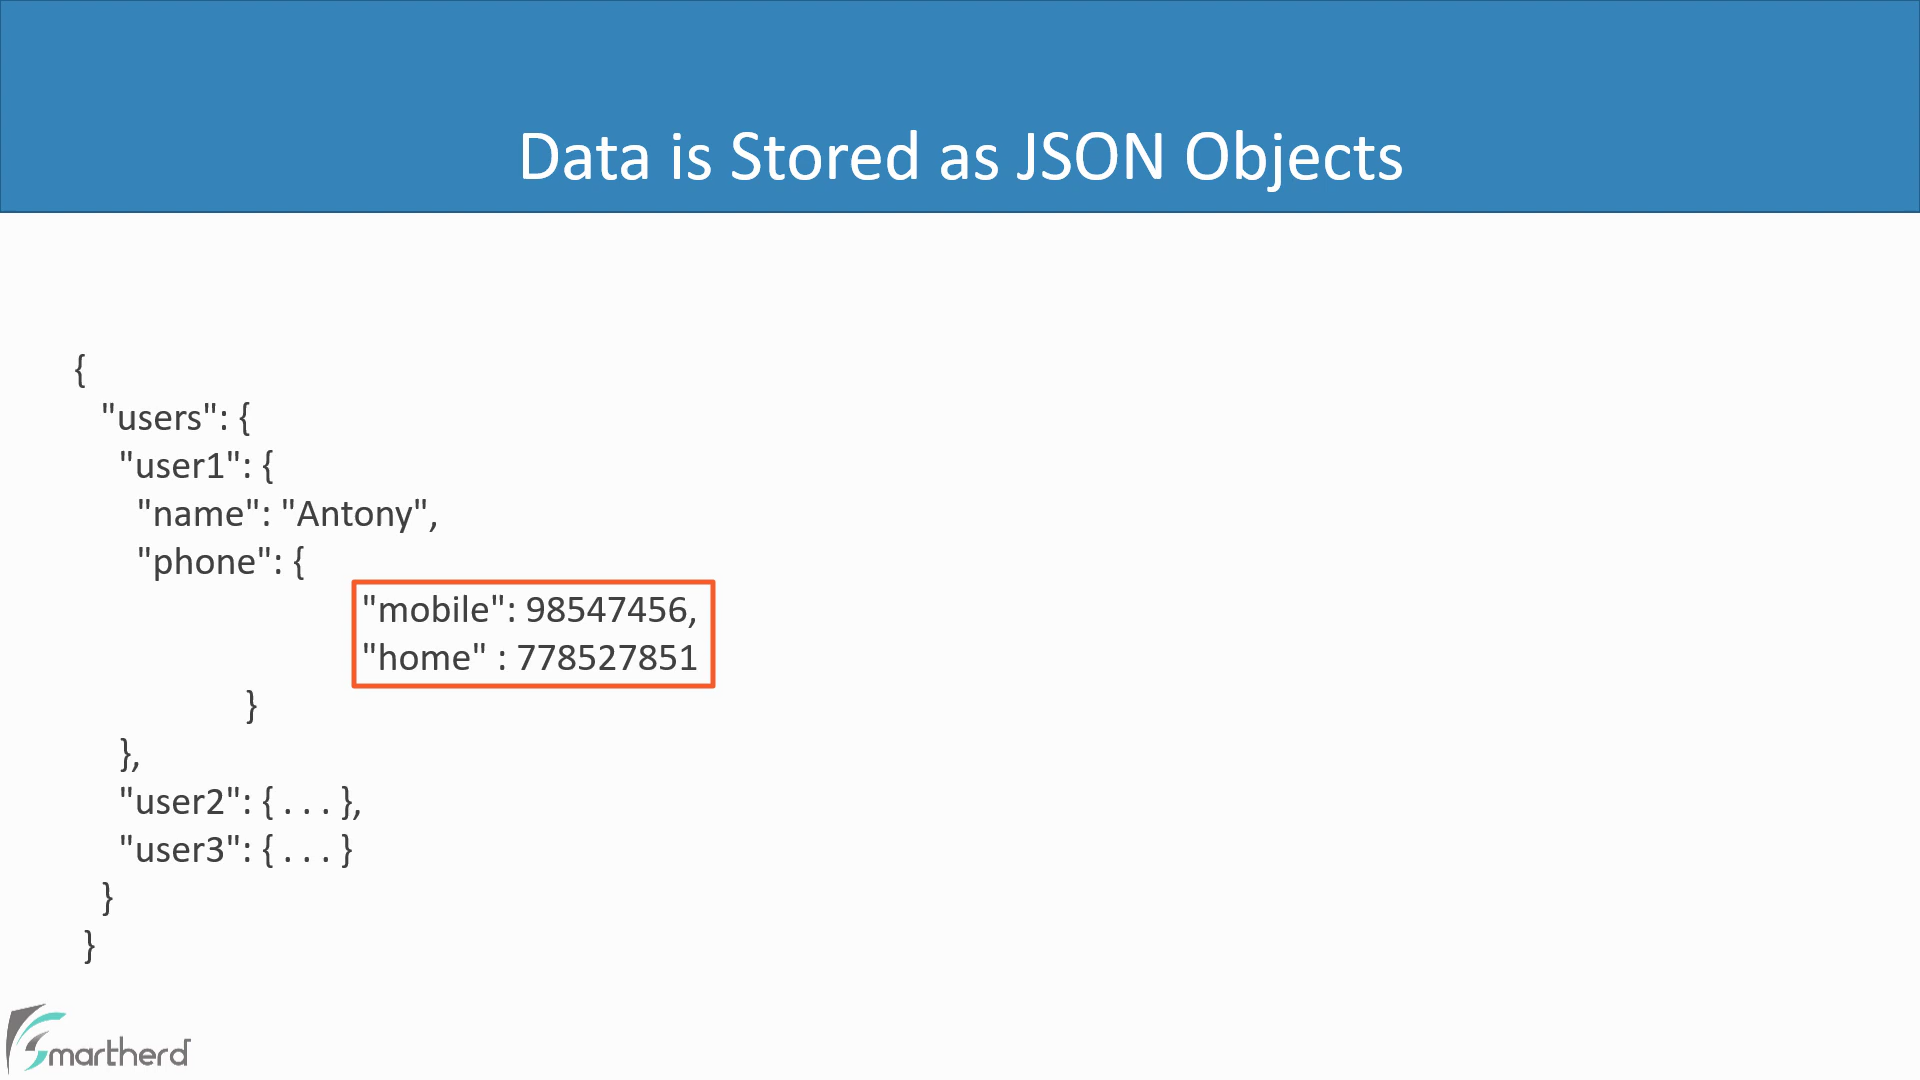 Data is Stored as JSON Objects
{
"users": {
"user1": {
"name": "Antony",
"phone": {
"mobile": 98547456,
"home" : 778527851
}
},
"user2": { . . . },
"user3": { . . . }
}
}
Smartherd